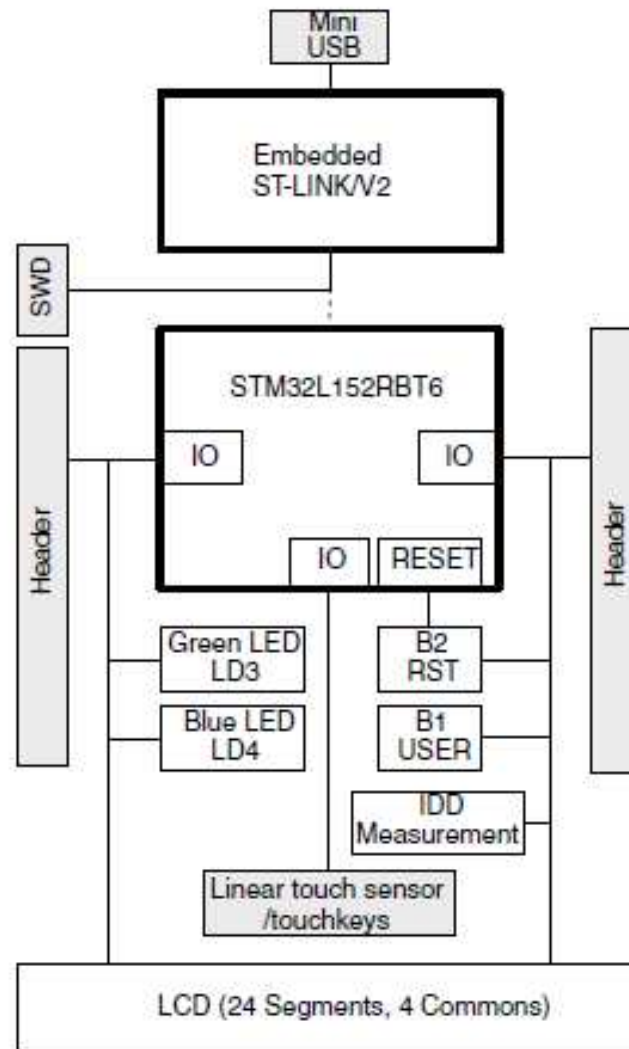 Mini
USB
Embedded
ST-LINK/V2
SWD
STM32L152RBT6
IO
IO
IO
RESET
Header
Header
Green LED
LD3
B2
RST
Blue LED
LD4
B1
USER
IDD
Measurement
Linear touch sensor
/touchkeys
LCD (24 Segments, 4 Commons)